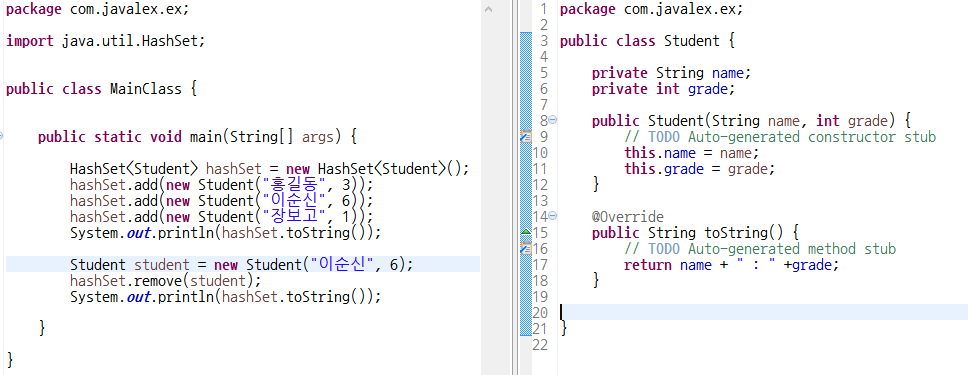 package com.javalex.ex;
import java.util.HashSet;
public class MainClass {
public static void main(String[] args) {
HashSet<Student> hashSet = new HashSet<Student>();
hashSet.add(new Student("홍길동", 3));
hashSet.add(new Student("이순신", 6));
hashSet.add(new Student("장보고", 1));
System.out.println(hashSet.toString());
Student student = new Student("이순신", 6);
hashSet.remove(student);
System.out.println(hashSet.toString());
}
}
1 package com.javalex.ex;
2
3 public class Student {
4
5 private String name;
6 private int grade;
7
8 public Student(String name, int grade) {
9 // TODO Auto-generated constructor stub
10 this.name = name;
11 this.grade = grade;
12 }
13
14 @Override
15 public String toString() {
16 // TODO Auto-generated method stub
17 return name + " : " +grade;
18 }
19
20
21 }
22